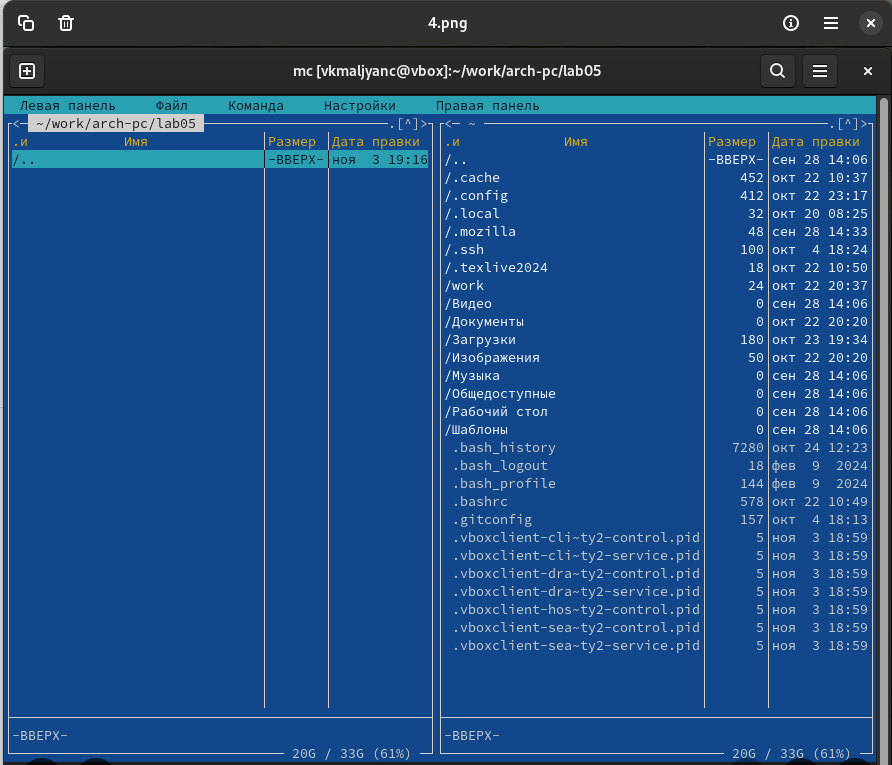 4.png
mc [vkmaljyanc@vbox]:~/work/arch-pc/lab05
Левая панель Файл Команда Настройки Правая панель
<─ ~/work/arch-pc/lab05 .[^]>
.и Имя Размер Дата правки
/.. -ВВЕРХ- ноя 3 19:16
-ВВЕРХ-
20G / 33G (61%)
<─ ~ .[^]>
.и Имя Размер Дата правки
/.. -ВВЕРХ- сен 28 14:06
/.cache 452 окт 22 10:37
/.config 412 окт 22 23:17
/.local 32 окт 20 08:25
/.mozilla 48 сен 28 14:33
/.ssh 100 окт 4 18:24
/.texlive2024 18 окт 22 10:50
/work 24 окт 22 20:37
/Видео 0 сен 28 14:06
/Документы 0 окт 22 20:20
/Загрузки 180 окт 23 19:34
/Изображения 50 окт 22 20:20
/Музыка 0 сен 28 14:06
/Общедоступные 0 сен 28 14:06
/Рабочий стол 0 сен 28 14:06
/Шаблоны 0 сен 28 14:06
.bash_history 7280 окт 24 12:23
.bash_logout 18 фев 9 2024
.bash_profile 144 фев 9 2024
.bashrc 578 окт 22 10:49
.gitconfig 157 окт 4 18:13
.vboxclient-cli~ty2-control.pid 5 ноя 3 18:59
.vboxclient-cli~ty2-service.pid 5 ноя 3 18:59
.vboxclient-dra~ty2-control.pid 5 ноя 3 18:59
.vboxclient-dra~ty2-service.pid 5 ноя 3 18:59
.vboxclient-hos~ty2-control.pid 5 ноя 3 18:59
.vboxclient-sea~ty2-control.pid 5 ноя 3 18:59
.vboxclient-sea~ty2-service.pid 5 ноя 3 18:59
-ВВЕРХ-
20G / 33G (61%)